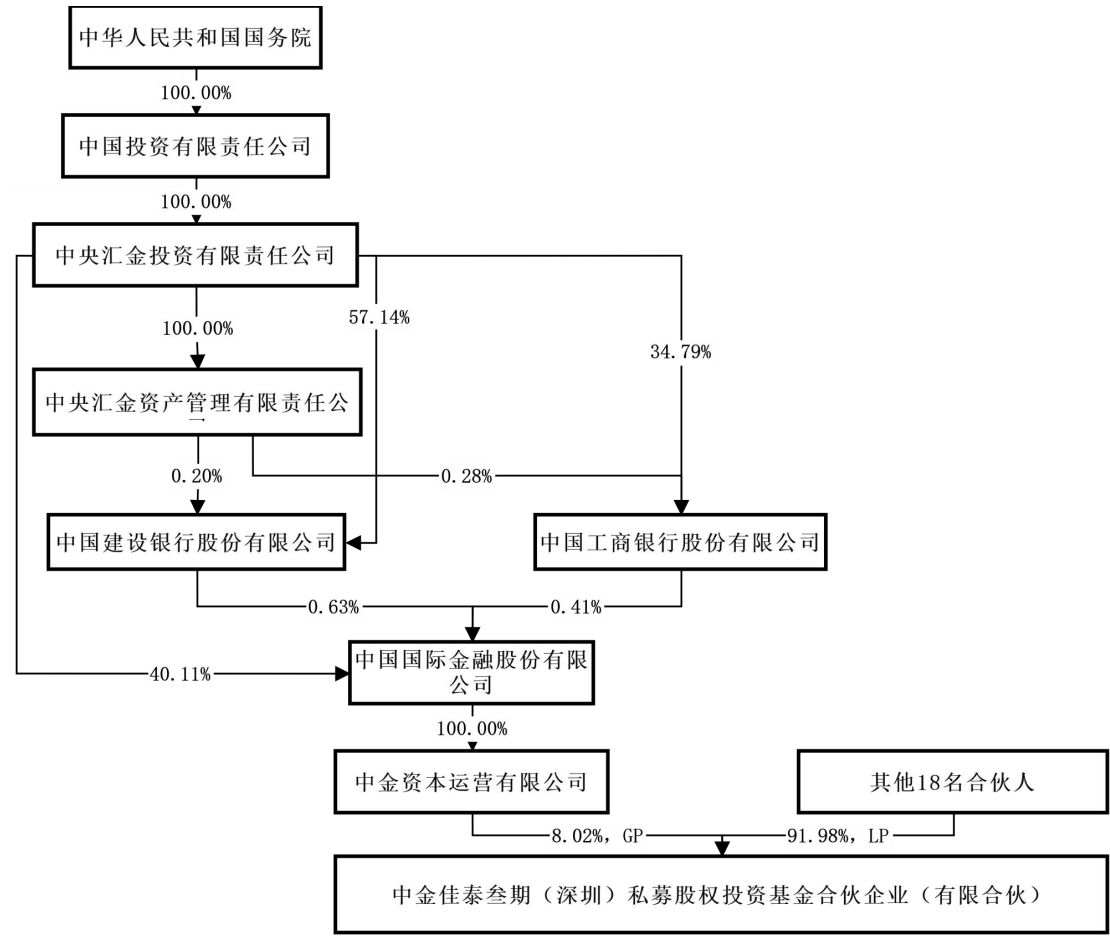 中华人民共和国国务院
100.00%
中国投资有限责任公司
100.00%
中央汇金投资有限责任公司
57.14%
100.00%
34.79%
中央汇金资产管理有限责任公
0.20%
0.28%
中国建设银行股份有限公司
中国工商银行股份有限公司
0.63%
0.41%
中国国际金融股份有限
公司
40.11%
100.00%
中金资本运营有限公司
其他18名合伙人
8.02%，GP
91.98%，LP
中金佳泰叁期（深圳）私募股权投资基金合伙企业（有限合伙）